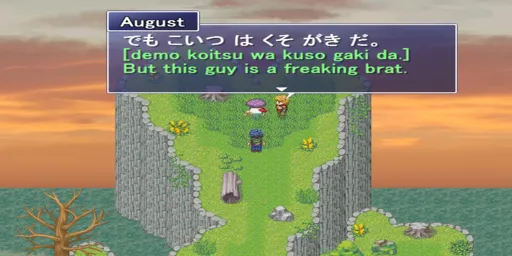 August
でも こいつ は くそ がき だ。
[demo koitsu wa kuso gaki da.]
But this guy is a freaking brat.